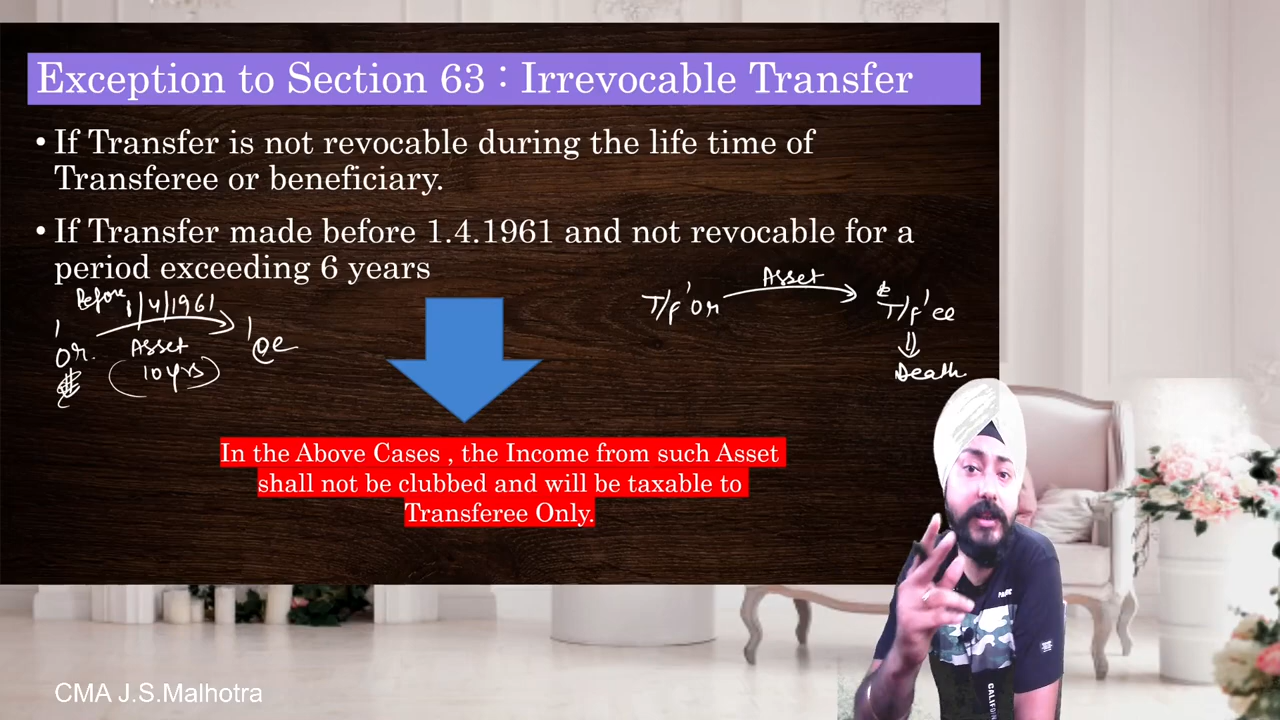 Exception to Section 63 : Irrevocable Transfer
• If Transfer is not revocable during the life time of
Transferee or beneficiary.
• If Transfer made before 1.4.1961 and not revocable for a
period exceeding 6 years
Before 1/4/1961
'or.
Asset
(10yrs)
'ee
T/f'or
Asset
T/f'ee
Death
In the Above Cases , the Income from such Asset
shall not be clubbed and will be taxable to
Transferee Only.
CMA J.S.Malhotra